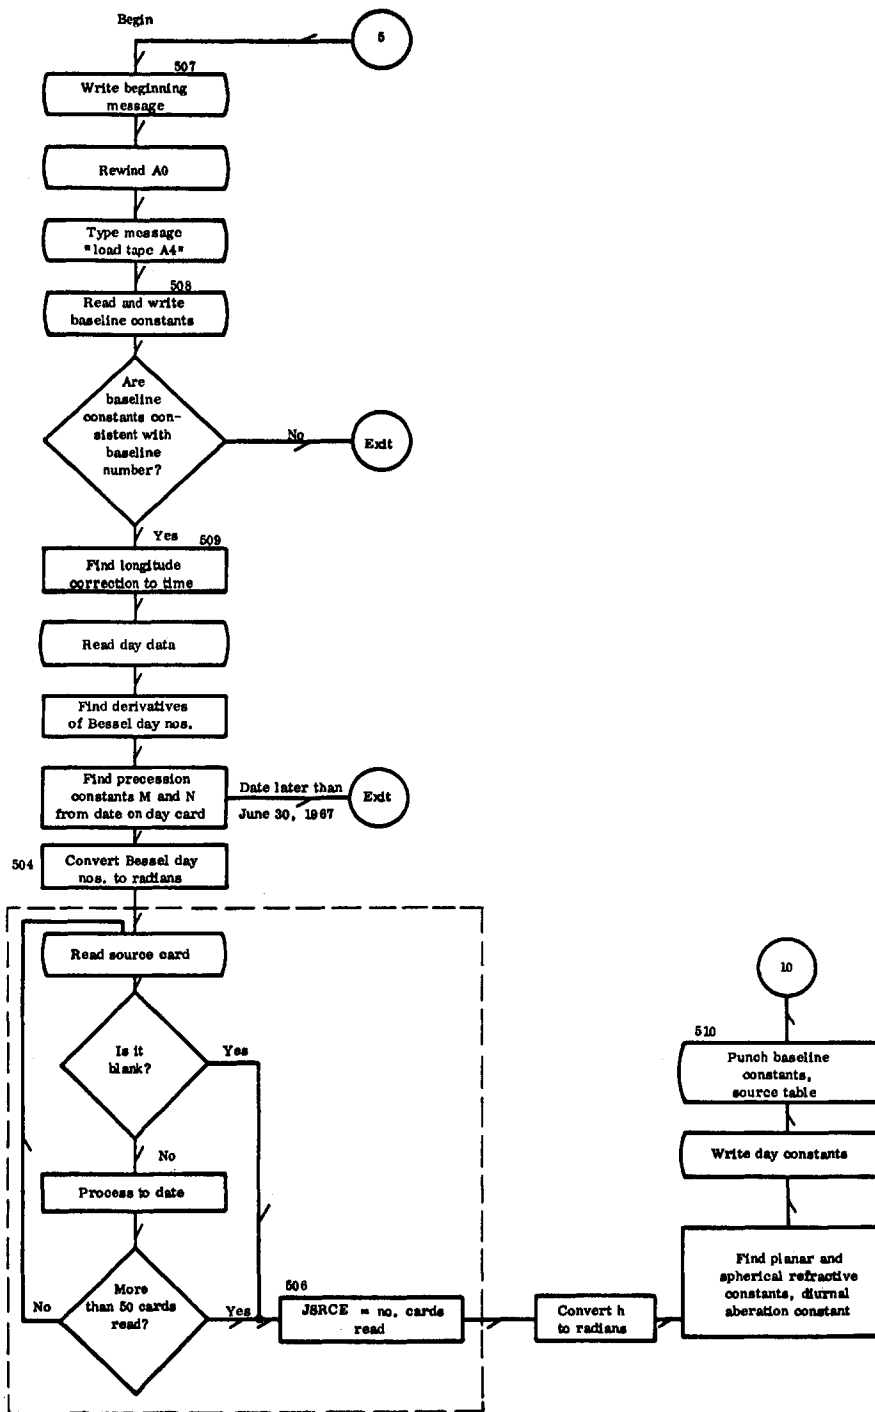 Begin
5
507
Write beginning
message
Rewind A0
Type message
"load tape A4"
508
Read and write
baseline constants
Are
baseline
constants con-
sistent with
baseline
number?
No
Exit
Yes
509
Find longitude
correction to time
Read day data
Find derivatives
of Bessel day nos.
Find precession
constants M and N
from date on day card
Date later than
June 30, 1967
Exit
504
Convert Bessel day
nos. to radians
Read source card
Is it
blank?
Yes
No
Process to date
More
than 50 cards
read?
No
Yes
506
JSRCE = no. cards
read
Convert h
to radians
Find planar and
spherical refractive
constants, diurnal
aberation constant
Write day constants
510
Punch baseline
constants,
source table
10